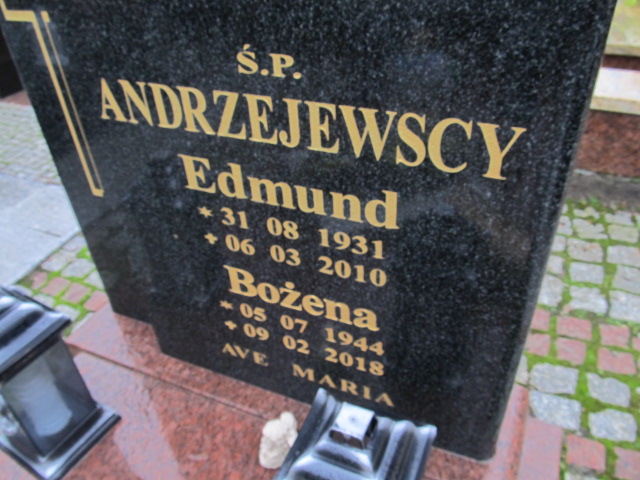 Ś.P.
ANDRZEJEWSCY
Edmund
* 31 08 1931
+ 06 03 2010
Bożena
* 05 07 1944
+ 09 02 2018
AVE MARIA